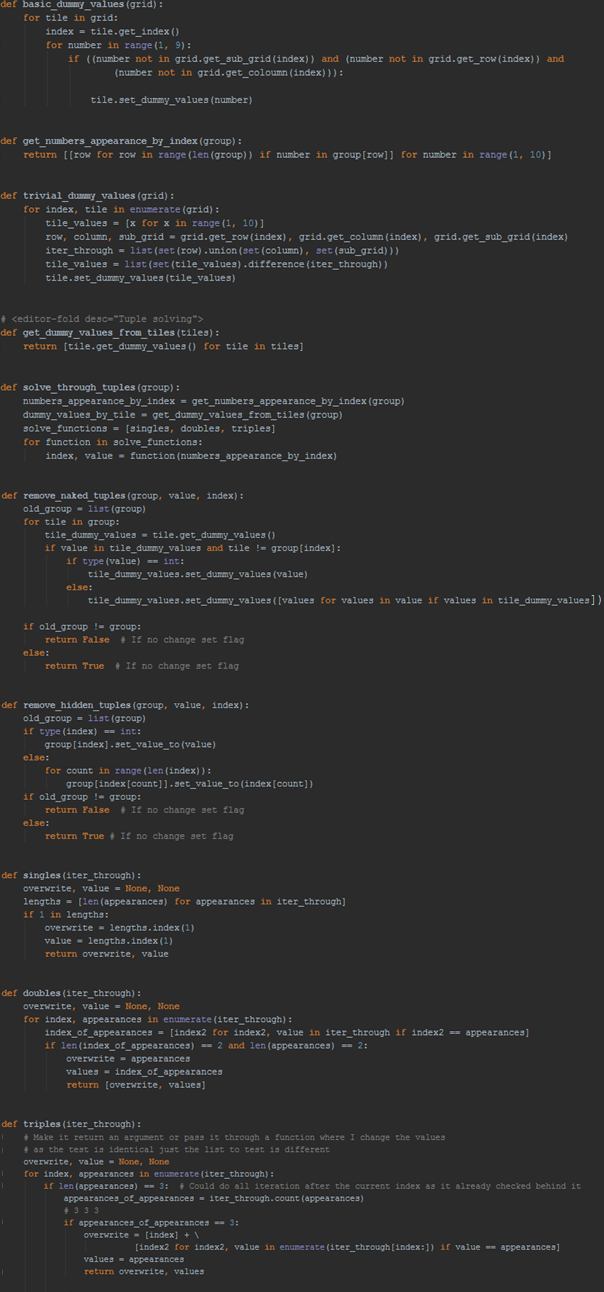 def basic_dummy_values(grid):
    for tile in grid:
        index = tile.get_index()
        for number in range(1, 9):
            if ((number not in grid.get_sub_grid(index)) and (number not in grid.get_row(index)) and
                    (number not in grid.get_coloumn(index))):

                tile.set_dummy_values(number)


def get_numbers_appearance_by_index(group):
    return [[row for row in range(len(group)) if number in group[row]] for number in range(1, 10)]


def trivial_dummy_values(grid):
    for index, tile in enumerate(grid):
        tile_values = [x for x in range(1, 10)]
        row, column, sub_grid = grid.get_row(index), grid.get_column(index), grid.get_sub_grid(index)
        iter_through = list(set(row).union(set(column), set(sub_grid)))
        tile_values = list(set(tile_values).difference(iter_through))
        tile.set_dummy_values(tile_values)


# <editor-fold desc="Tuple solving">
def get_dummy_values_from_tiles(tiles):
    return [tile.get_dummy_values() for tile in tiles]


def solve_through_tuples(group):
    numbers_appearance_by_index = get_numbers_appearance_by_index(group)
    dummy_values_by_tile = get_dummy_values_from_tiles(group)
    solve_functions = [singles, doubles, triples]
    for function in solve_functions:
        index, value = function(numbers_appearance_by_index)


def remove_naked_tuples(group, value, index):
    old_group = list(group)
    for tile in group:
        tile_dummy_values = tile.get_dummy_values()
        if value in tile_dummy_values and tile != group[index]:
            if type(value) == int:
                tile_dummy_values.set_dummy_values(value)
            else:
                tile_dummy_values.set_dummy_values([values for values in value if values in tile_dummy_values])

    if old_group != group:
        return False  # If no change set flag
    else:
        return True  # If no change set flag


def remove_hidden_tuples(group, value, index):
    old_group = list(group)
    if type(index) == int:
        group[index].set_value_to(value)
    else:
        for count in range(len(index)):
            group[index[count]].set_value_to(index[count])
    if old_group != group:
        return False  # If no change set flag
    else:
        return True # If no change set flag


def singles(iter_through):
    overwrite, value = None, None
    lengths = [len(appearances) for appearances in iter_through]
    if 1 in lengths:
        overwrite = lengths.index(1)
        value = lengths.index(1)
        return overwrite, value


def doubles(iter_through):
    overwrite, value = None, None
    for index, appearances in enumerate(iter_through):
        index_of_appearances = [index2 for index2, value in iter_through if index2 == appearances]
        if len(index_of_appearances) == 2 and len(appearances) == 2:
            overwrite = appearances
            values = index_of_appearances
            return [overwrite, values]


def triples(iter_through):
    # Make it return an argument or pass it through a function where I change the values
    # as the test is identical just the list to test is different
    overwrite, value = None, None
    for index, appearances in enumerate(iter_through):
        if len(appearances) == 3:  # Could do all iteration after the current index as it already checked behind it
            appearances_of_appearances = iter_through.count(appearances)
            # 3 3 3
            if appearances_of_appearances == 3:
                overwrite = [index] + \
                            [index2 for index2, value in enumerate(iter_through[index:]) if value == appearances]
                values = appearances
                return overwrite, values